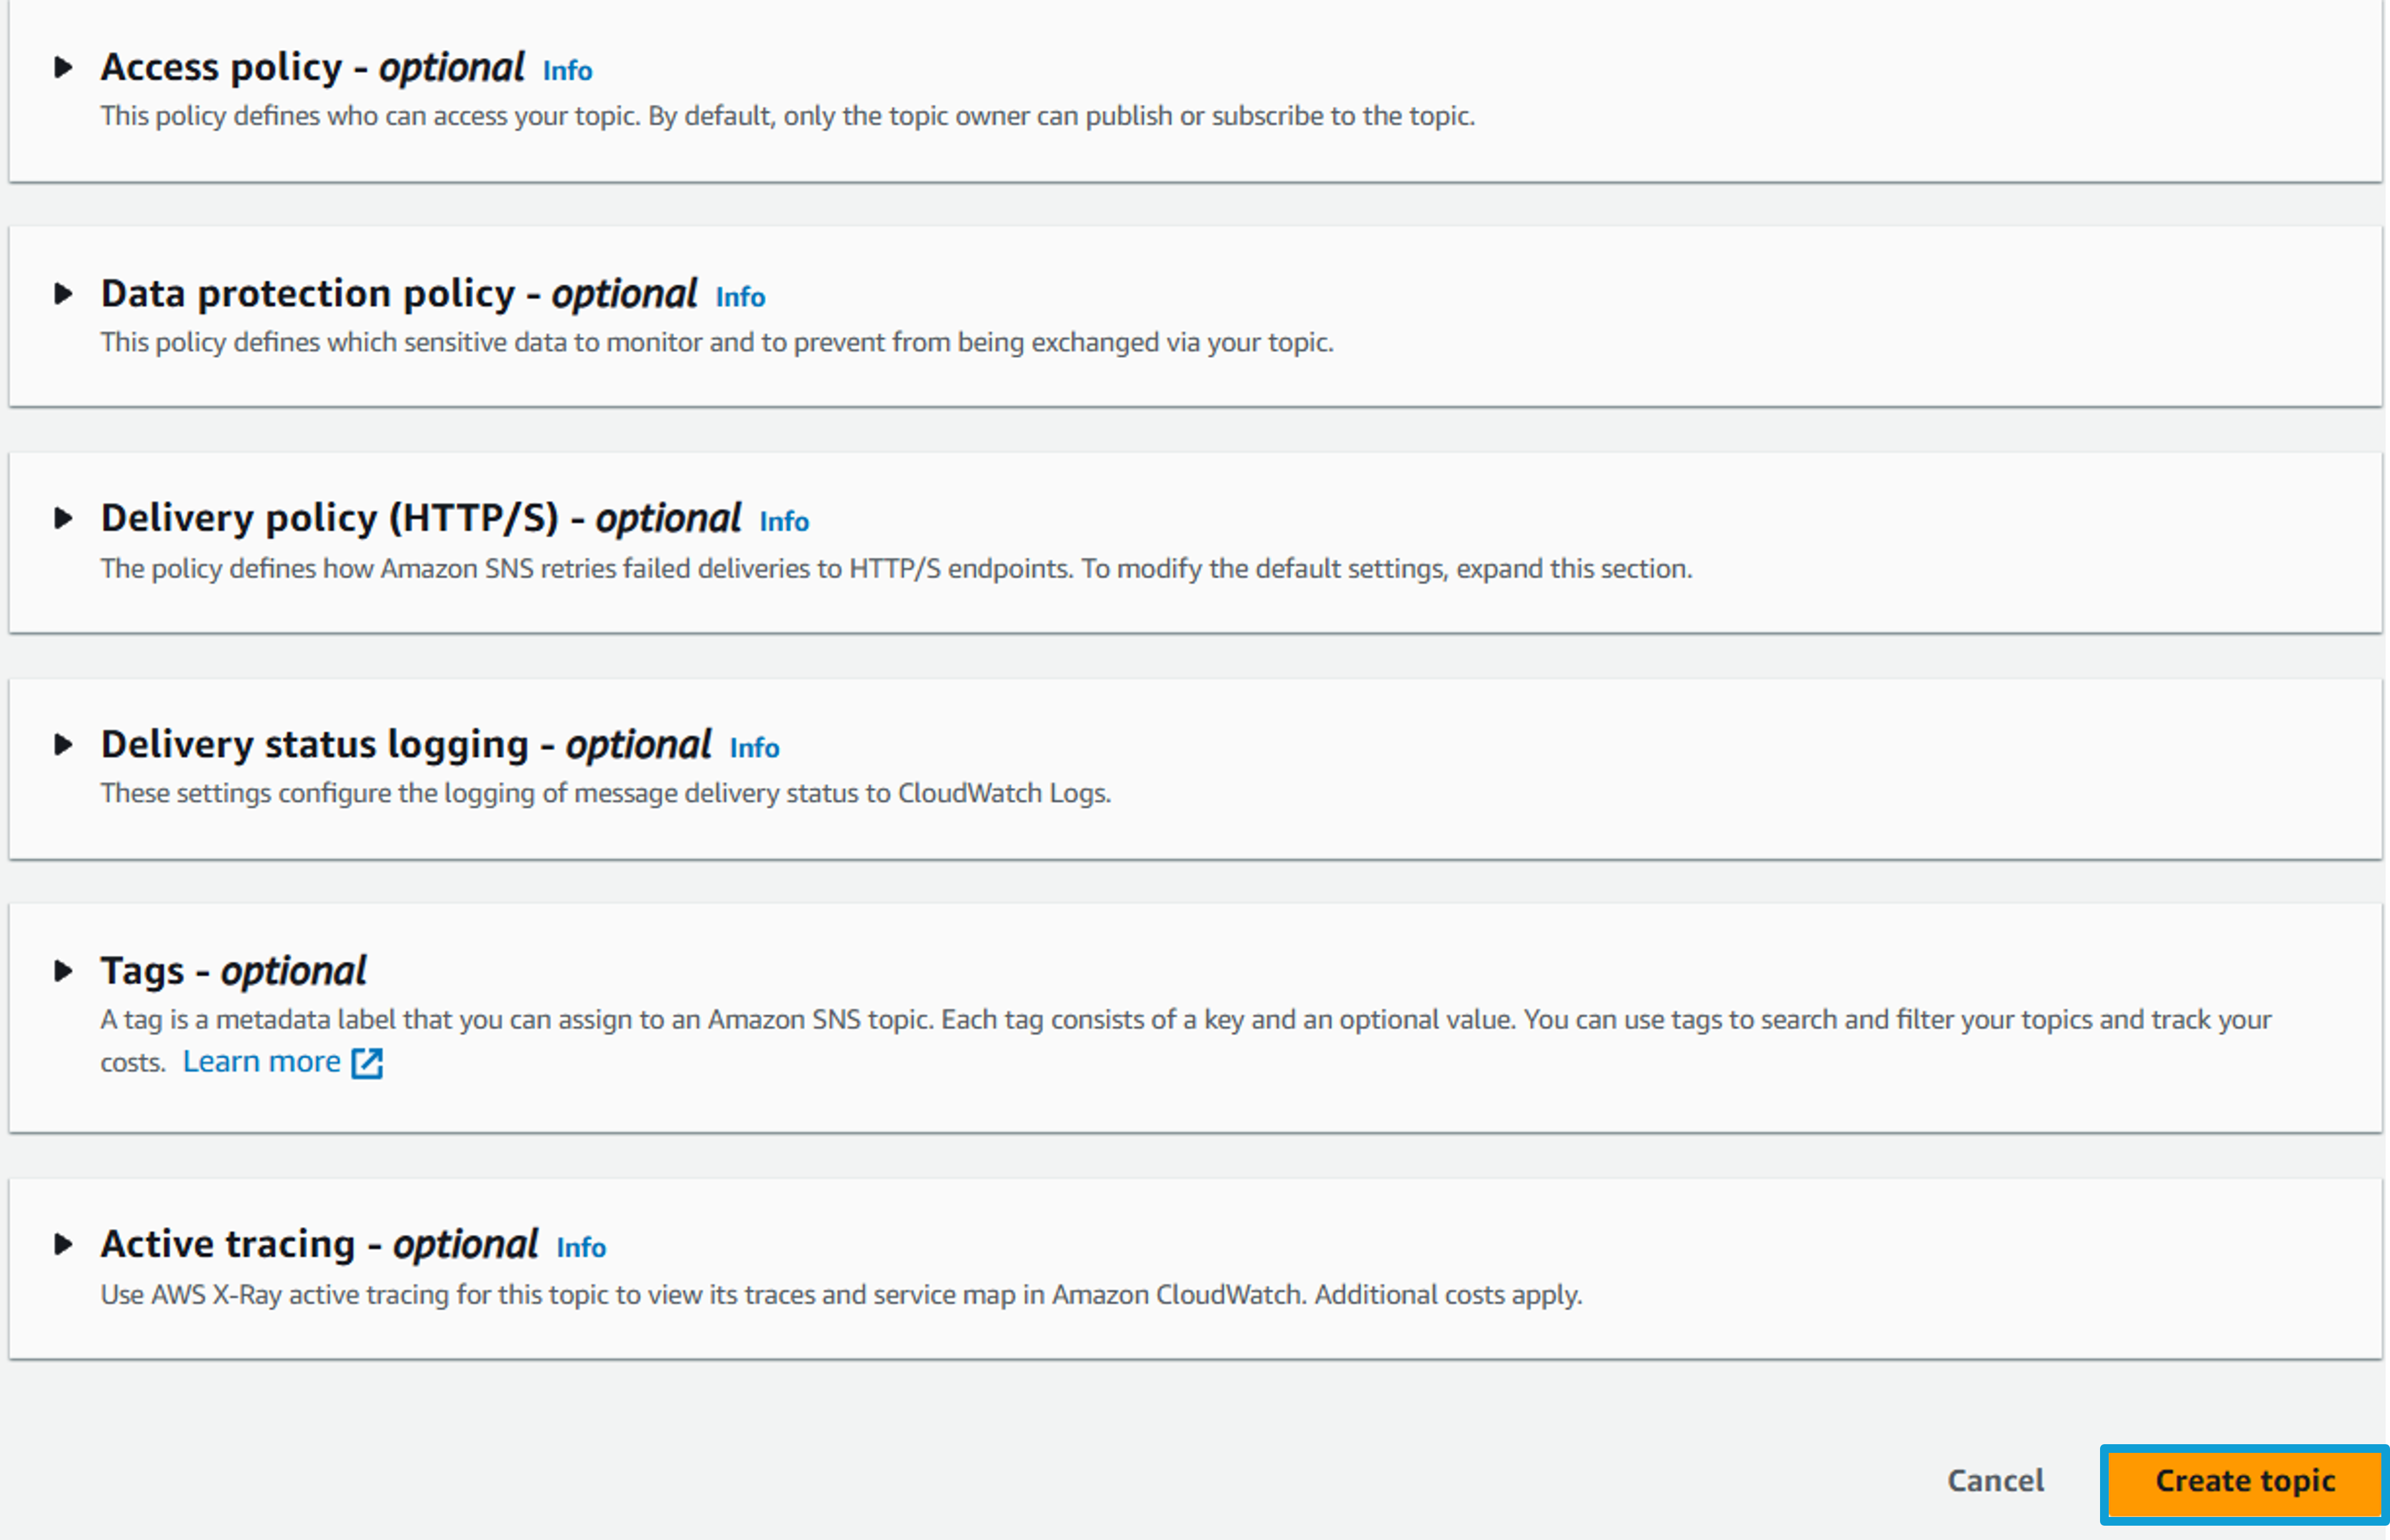 Access policy - optional Info
This policy defines who can access your topic. By default, only the topic owner can publish or subscribe to the topic.
Data protection policy - optional Info
This policy defines which sensitive data to monitor and to prevent from being exchanged via your topic.
Delivery policy (HTTP/S) - optional Info
The policy defines how Amazon SNS retries failed deliveries to HTTP/S endpoints. To modify the default settings, expand this section.
Delivery status logging - optional Info
These settings configure the logging of message delivery status to CloudWatch Logs.
Tags - optional
A tag is a metadata label that you can assign to an Amazon SNS topic. Each tag consists of a key and an optional value. You can use tags to search and filter your topics and track your
costs. Learn more
Active tracing - optional Info
Use AWS X-Ray active tracing for this topic to view its traces and service map in Amazon CloudWatch. Additional costs apply.
Cancel Create topic